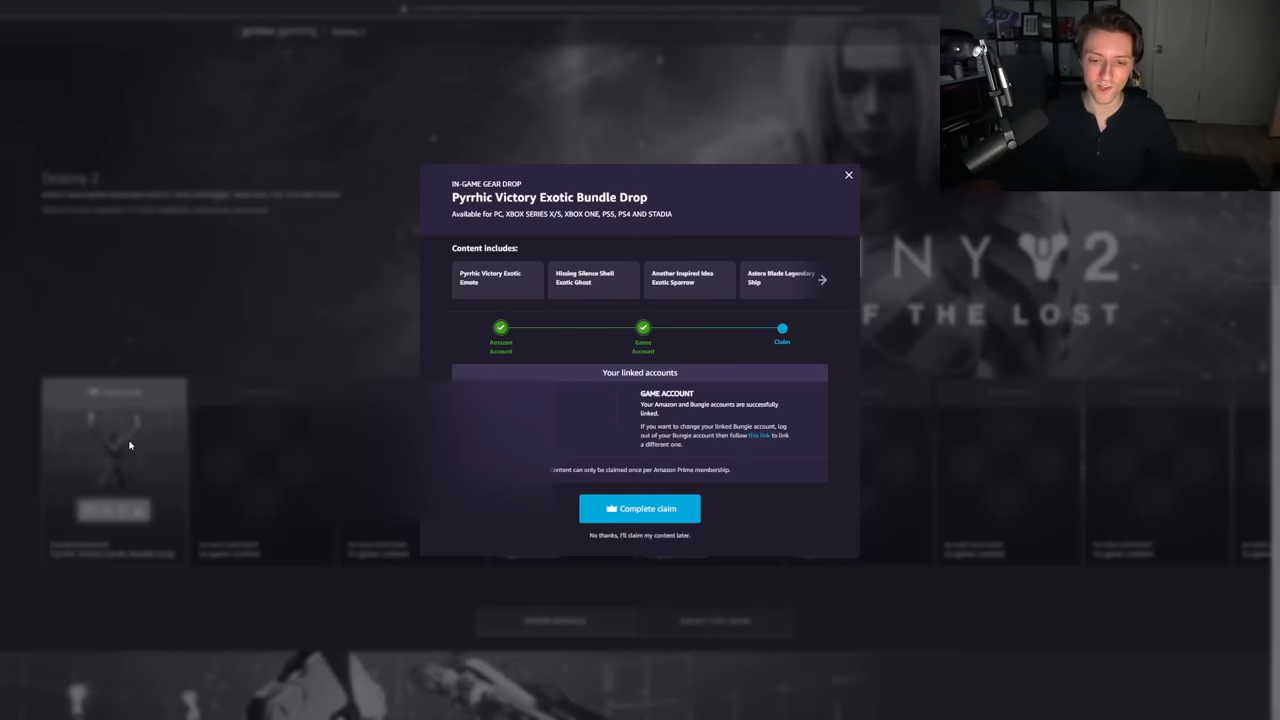 IN-GAME GEAR DROP
Pyrrhic Victory Exotic Bundle Drop
Available for PC, XBOX SERIES X/S, XBOX ONE, PS5, PS4 AND STADIA
Content includes:
Pyrrhic Victory Exotic
Emote
Hissing Silence Shell
Exotic Ghost
Another Inspired Idea
Exotic Sparrow
Astera Blade Legendary
Ship
Amazon
Account
Game
Account
Claim
Your linked accounts
GAME ACCOUNT
Your Amazon and Bungie accounts are successfully
linked.
If you want to change your linked Bungie account, log
out of your Bungie account then follow this link to link
a different one.
Content can only be claimed once per Amazon Prime membership.
Complete claim
No thanks, I'll claim my content later.
NY 2
F THE LOST
Destiny 2